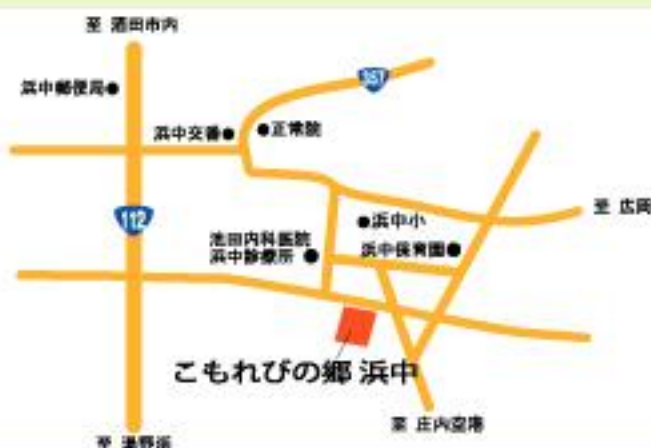 至 酒田市内
浜中郵便局
351
浜中交番
正常院
112
至 広岡
浜中小
池田内科医院
浜中診療所
浜中保育園
こもれびの郷 浜中
至 庄内空港
至 湯野浜